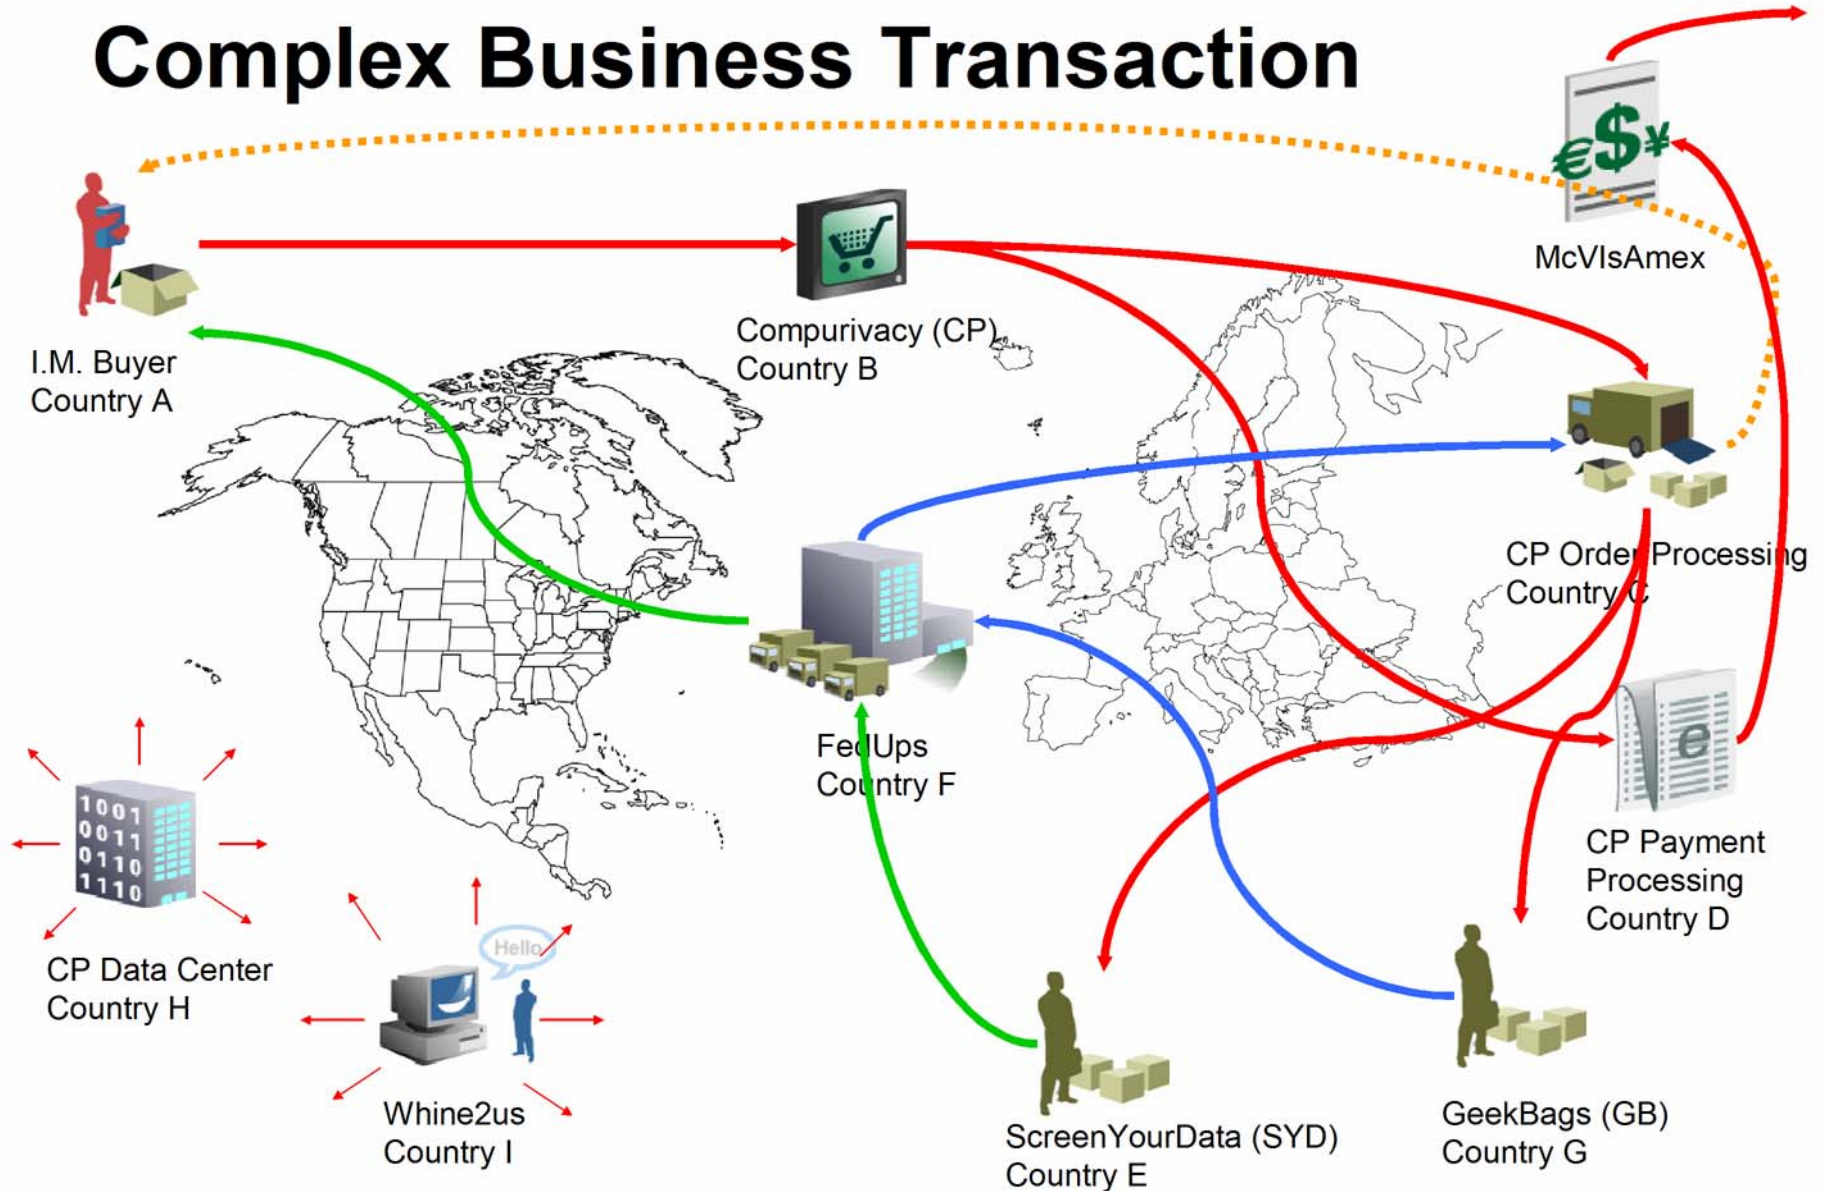 Complex Business Transaction
€$¥
McVIsAmex
I.M. Buyer
Country A
Compurivacy (CP)
Country B
CP Order Processing
Country C
FedUps
Country F
e
CP Payment
Processing
Country D
1001
0011
0110
1110
CP Data Center
Country H
Hello
Whine2us
Country I
ScreenYourData (SYD)
Country E
GeekBags (GB)
Country G